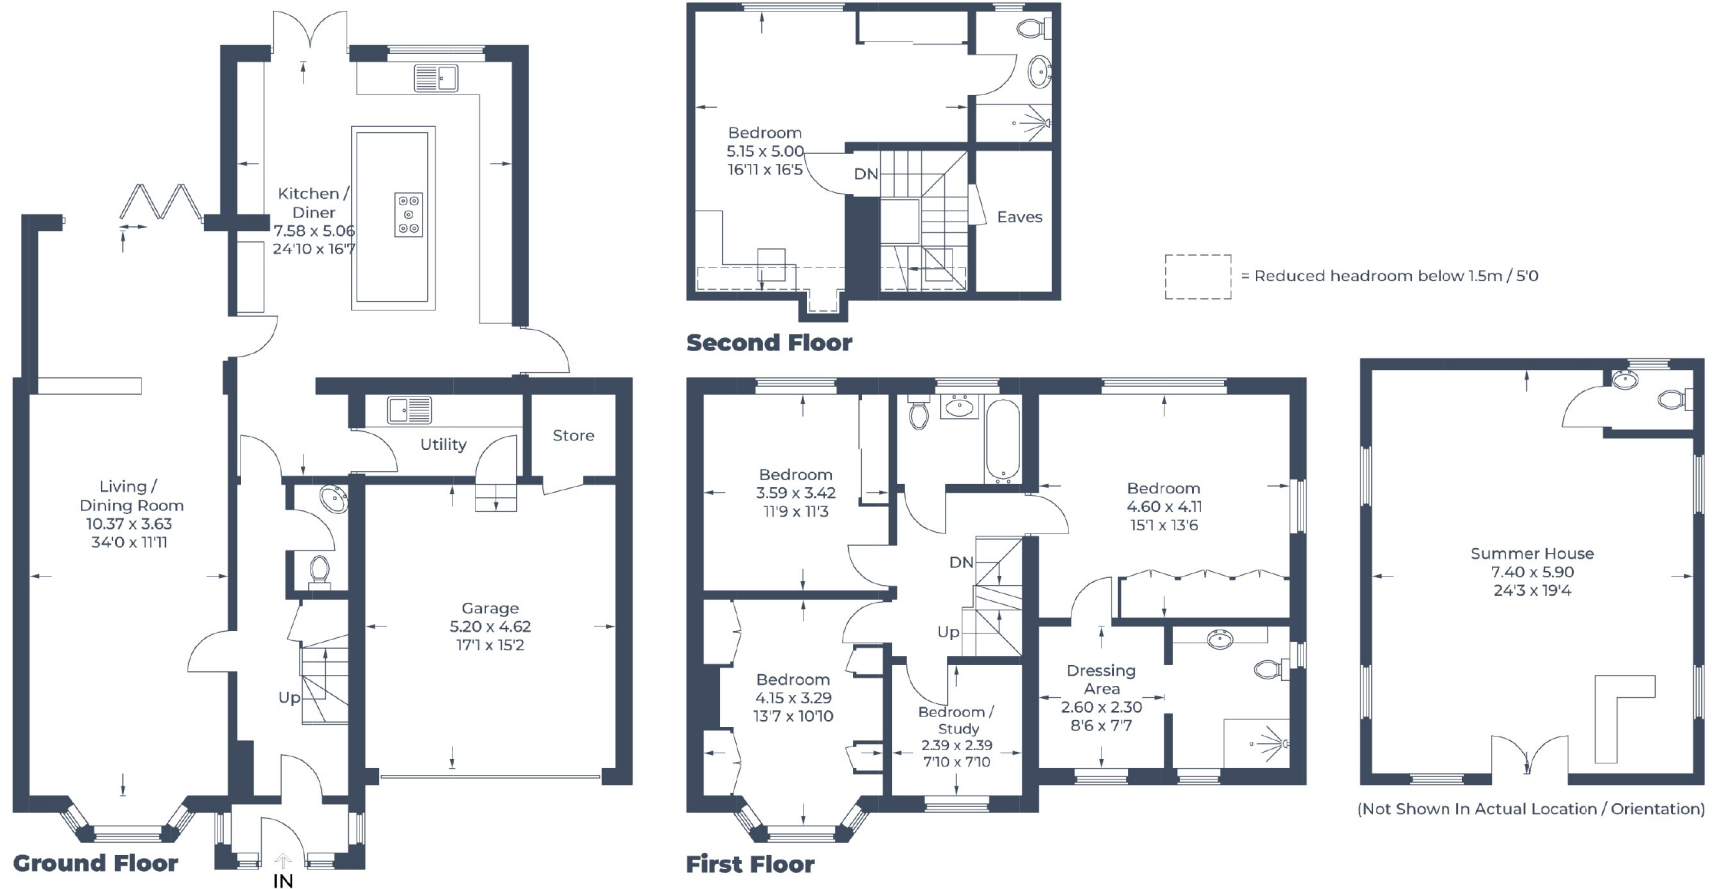 Kitchen /
Diner
7.58 x 5.06
24'10 x 16'7
Living /
Dining Room
10.37 x 3.63
34'0 x 11'11
Utility
Store
Garage
5.20 x 4.62
17'1 x 15'2
Up
Ground Floor
IN
Bedroom
5.15 x 5.00
16'11 x 16'5
DN
Eaves
Second Floor
= Reduced headroom below 1.5m / 5'0
Bedroom
3.59 x 3.42
11'9 x 11'3
Bedroom
4.60 x 4.11
15'1 x 13'6
DN
Up
Bedroom
4.15 x 3.29
13'7 x 10'10
Bedroom /
Study
2.39 x 2.39
7'10 x 7'10
Dressing
Area
2.60 x 2.30
8'6 x 7'7
First Floor
Summer House
7.40 x 5.90
24'3 x 19'4
(Not Shown In Actual Location / Orientation)